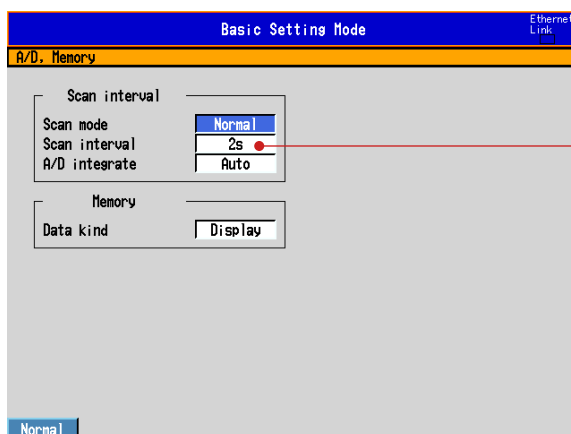 Basic Setting Mode
Ethernet
Link
A/D, Memory
Scan interval
Scan mode Normal
Scan interval 2s
A/D integrate Auto
Memory
Data kind Display
Normal